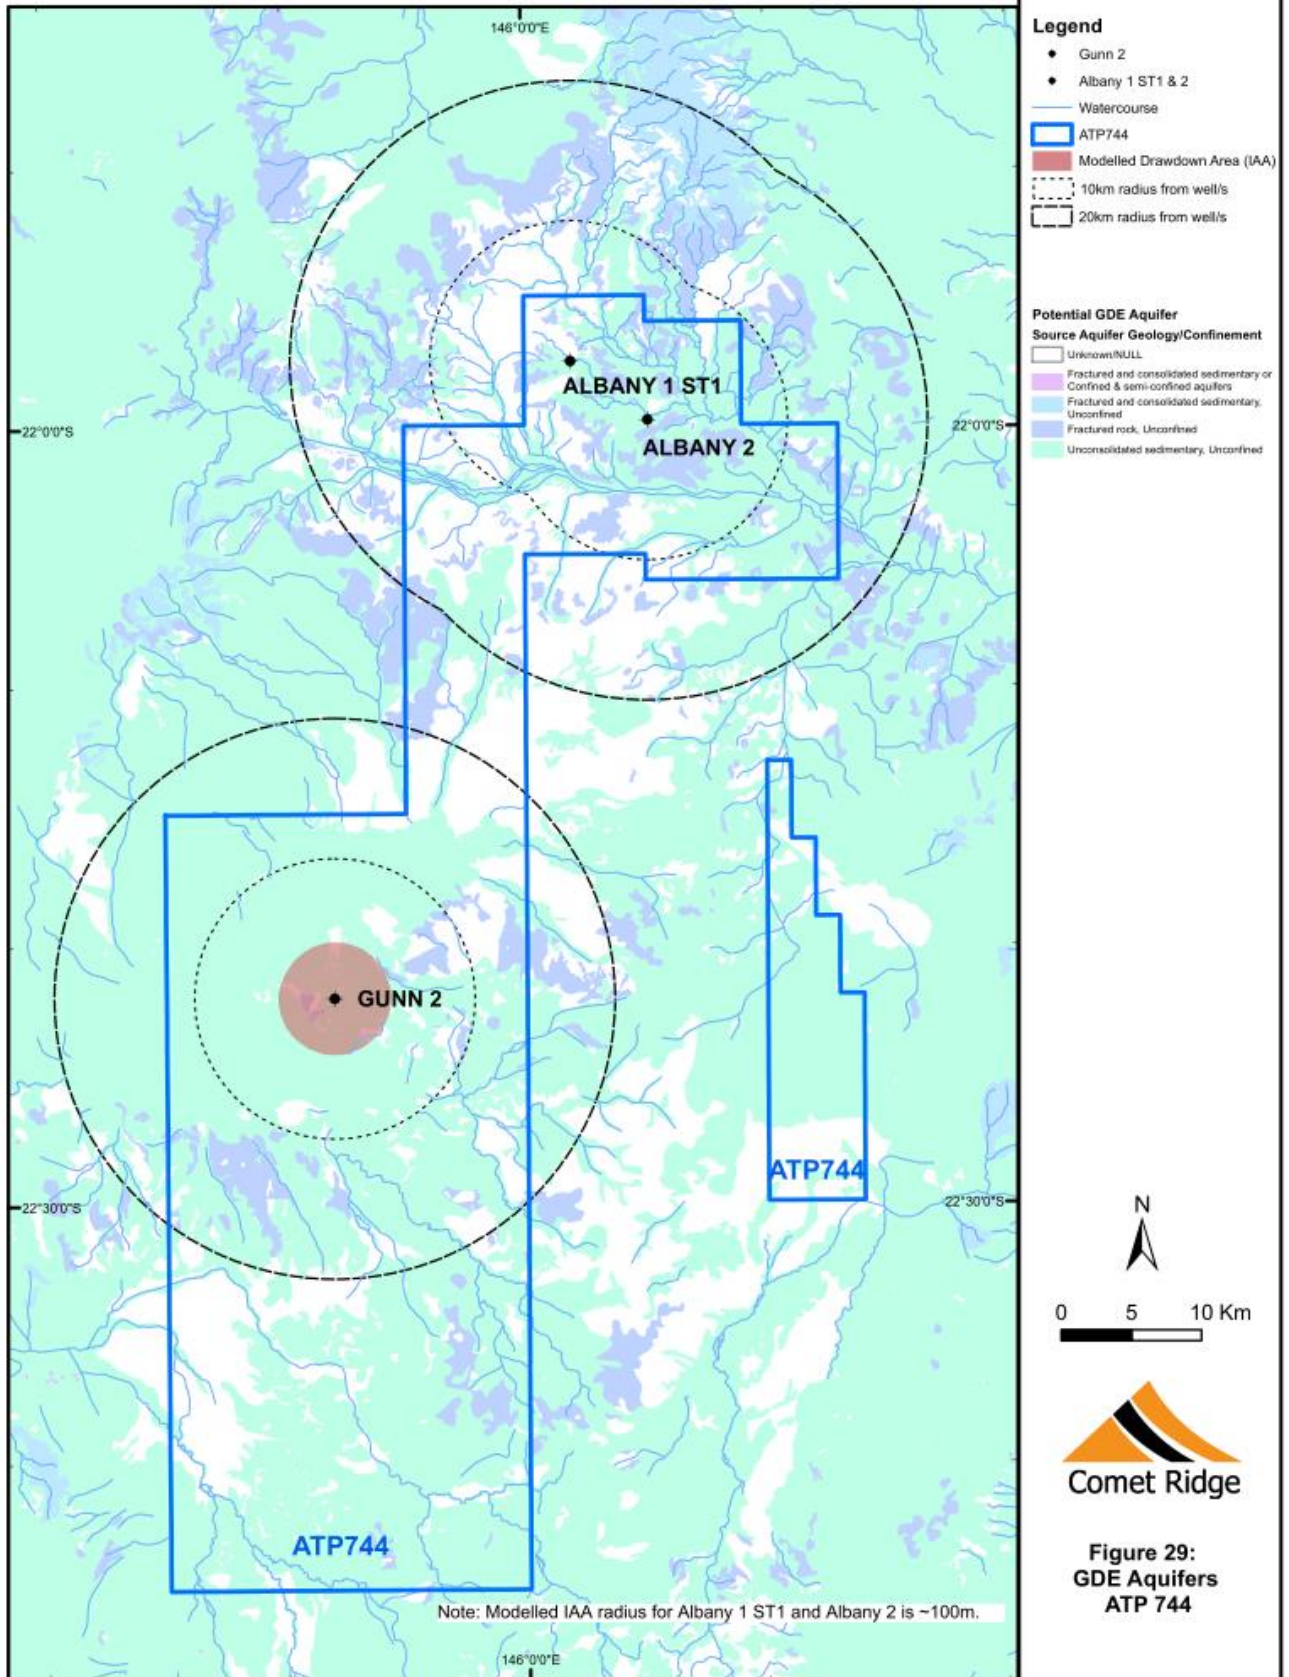 146°0'0"E
Legend
Gunn 2
Albany 1 ST1 & 2
Watercourse
ATP744
Modelled Drawdown Area (IAA)
10km radius from well/s
20km radius from well/s
Potential GDE Aquifer
Source Aquifer Geology/Confinement
Unknown/NULL
Fractured and consolidated sedimentary or
Confined & semi-confined aquifers
Fractured and consolidated sedimentary,
Unconfined
Fractured rock, Unconfined
Unconsolidated sedimentary, Unconfined
ALBANY 1 ST1
22°0'0"S
22°0'0"S
ALBANY 2
GUNN 2
ATP744
22°30'0"S
22°30'0"S
N
0 5 10 Km
Comet Ridge
ATP744
Figure 29:
GDE Aquifers
ATP 744
Note: Modelled IAA radius for Albany 1 ST1 and Albany 2 is ~100m.
146°0'0"E